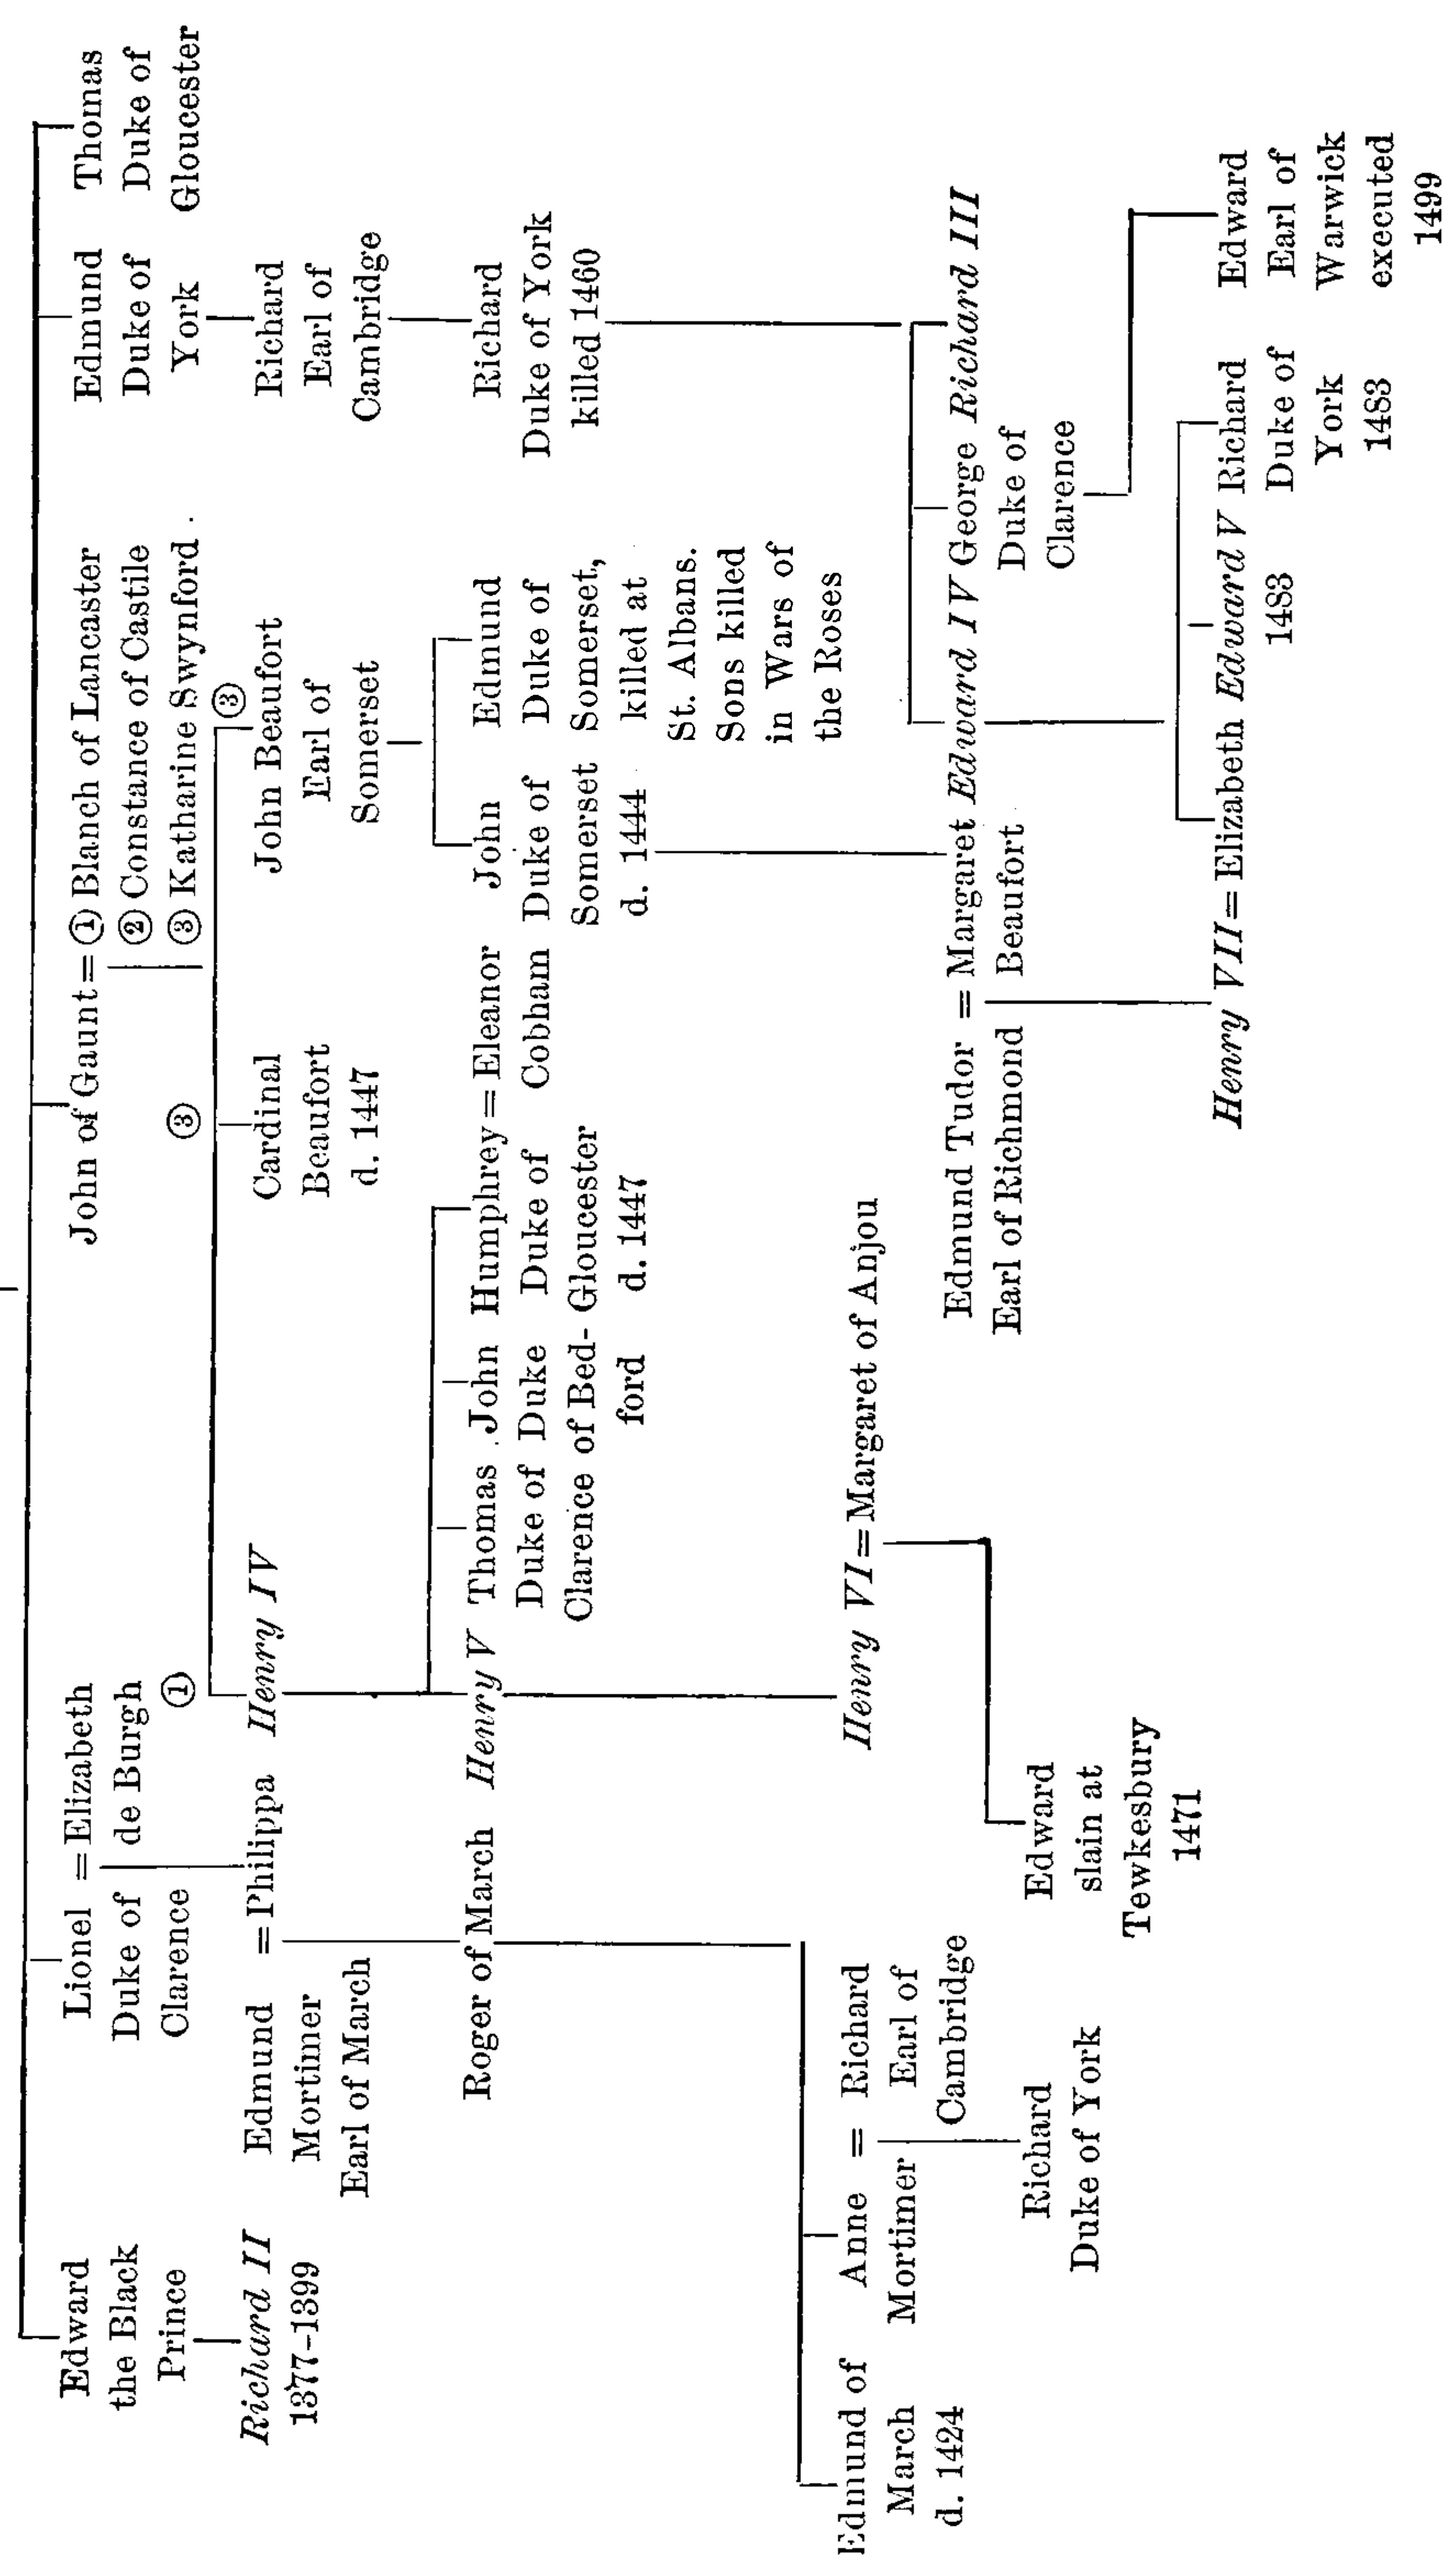 Edward
the Black
Prince
Lionel = Elizabeth
Duke of de Burgh
Clarence
John of Gaunt = ① Blanch of Lancaster
② Constance of Castile
③ Katharine Swynford.
Edmund
Duke of
York
Thomas
Duke of
Gloucester
① ③ ③
Richard II
1377-1399
Edmund = Philippa
Mortimer
Earl of March
Henry IV
Cardinal
Beaufort
d. 1447
John Beaufort
Earl of
Somerset
Richard
Earl of
Cambridge
Roger of March
Henry V
Thomas
Duke of
Clarence
John
Duke
of Bed-
ford
Humphrey = Eleanor
Duke of Cobham
Gloucester
d. 1447
John
Duke of
Somerset
d. 1444
Edmund
Duke of
Somerset,
killed at
St. Albans.
Sons killed
in Wars of
the Roses
Richard
Duke of York
killed 1460
Edmund of
March
d. 1424
Anne = Richard
Mortimer Earl of
Cambridge
Henry VI = Margaret of Anjou
Edmund Tudor = Margaret
Earl of Richmond Beaufort
Edward IV
George
Duke of
Clarence
Richard III
Richard
Duke of York
Edward
slain at
Tewkesbury
1471
Henry VII = Elizabeth
Edward V
1483
Richard
Duke of
York
1483
Edward
Earl of
Warwick
executed
1499